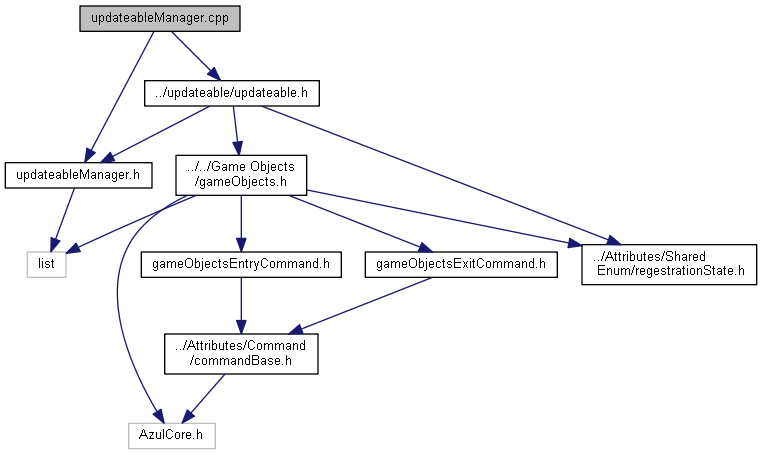 updateableManager.cpp
../updateable/updateable.h
updateableManager.h
../../Game Objects
/gameObjects.h
list
gameObjectsEntryCommand.h
gameObjectsExitCommand.h
../Attributes/Shared
Enum/regestrationState.h
../Attributes/Command
/commandBase.h
AzulCore.h